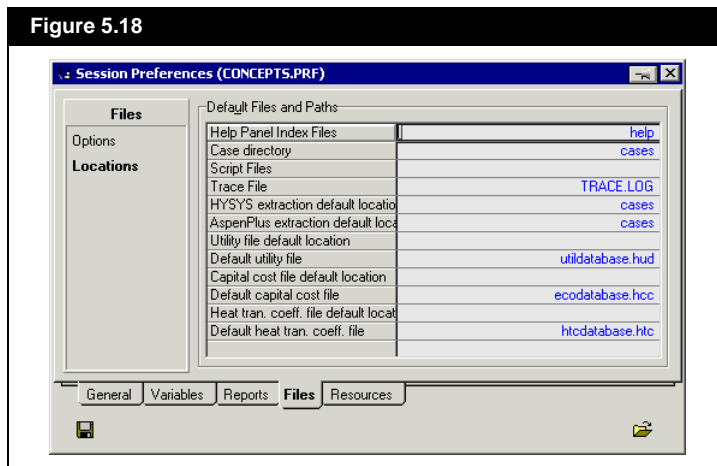 Figure 5.18
Session Preferences (CONCEPTS.PRF)
Files
Options
Locations
Default Files and Paths
Help Panel Index Files help
Case directory cases
Script Files
Trace File TRACE.LOG
HYSYS extraction default locatio cases
AspenPlus extraction default loca cases
Utility file default location
Default utility file utildatabase.hud
Capital cost file default location
Default capital cost file ecodatabase.hcc
Heat tran. coeff. file default locat
Default heat tran. coeff. file htcdatabase.htc
General Variables Reports Files Resources